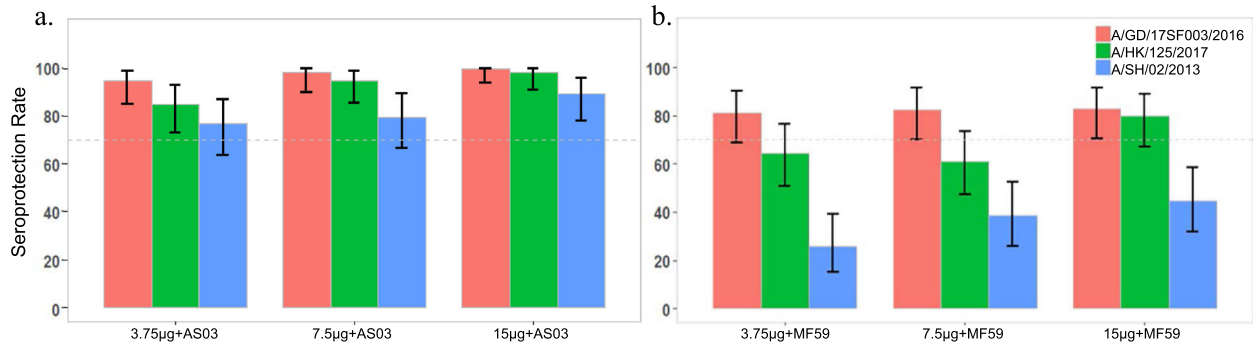 a.
Seroprotection Rate
100
80
60
40
20
0
3.75µg+AS03
7.5µg+AS03
15µg+AS03
b.
A/GD/17SF003/2016
A/HK/125/2017
A/SH/02/2013
100
80
60
40
20
0
3.75µg+MF59
7.5µg+MF59
15µg+MF59